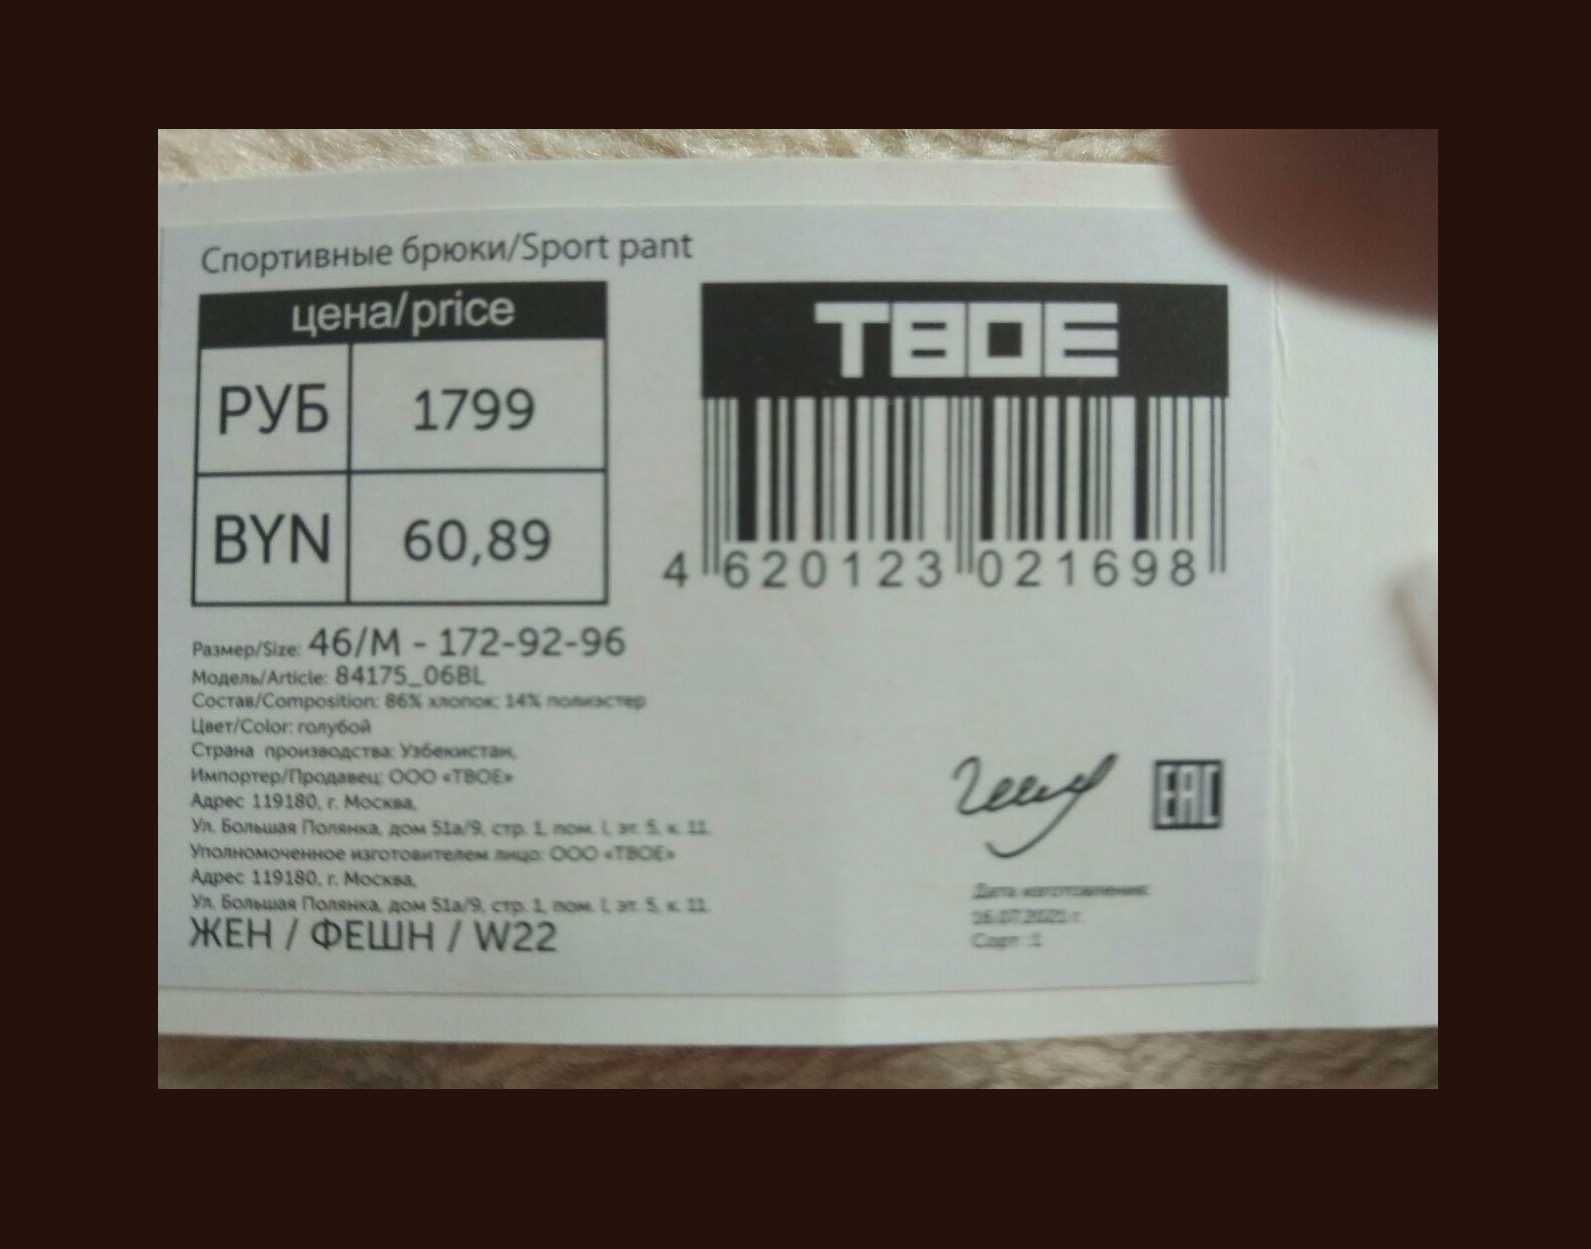 Спортивные брюки/Sport pant
цена/price
РУБ 1799
BYN 60,89
ТВОЕ
4 620123 021698
Размер/Size: 46/M - 172-92-96
Модель/Article: 84175_06BL
Состав/Composition: 86% хлопок; 14% полиэстер
Цвет/Color: голубой
Страна производства: Узбекистан,
Импортер/Продавец: ООО «ТВОЕ»
Адрес 119180, г. Москва,
Ул. Большая Полянка, дом 51а/9, стр. 1, пом. I, эт. 5, к. 11.
Уполномоченное изготовителем лицо: ООО «ТВОЕ»
Адрес 119180, г. Москва,
Ул. Большая Полянка, дом 51а/9, стр. 1, пом. I, эт. 5, к. 11.
ЖЕН / ФЕШН / W22
EAC
Дата изготовления:
16.07.2021 г.
Сорт :1